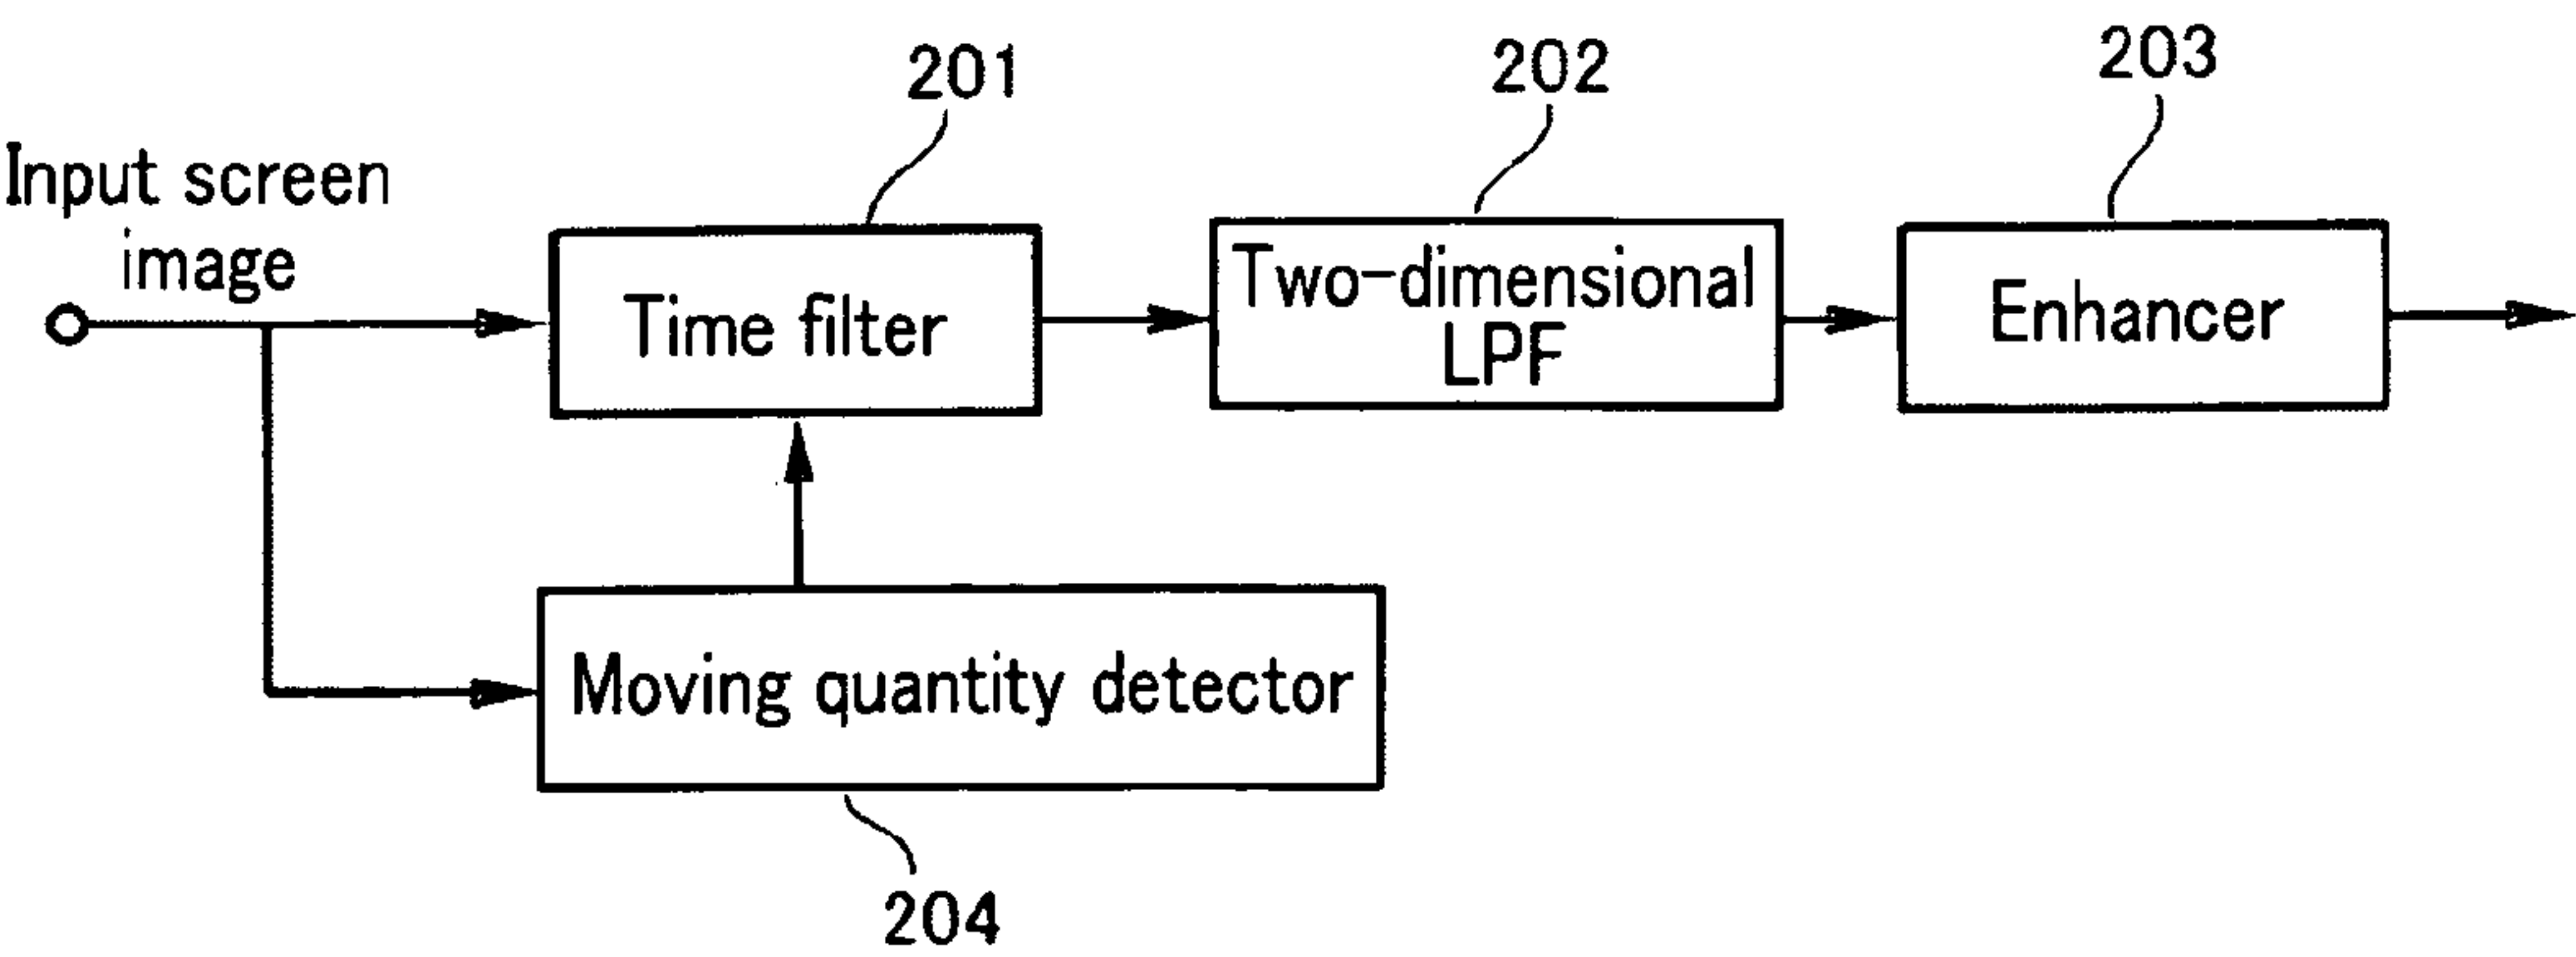 201
202
203
Input screen
image
Time filter
Two-dimensional
LPF
Enhancer
Moving quantity detector
204